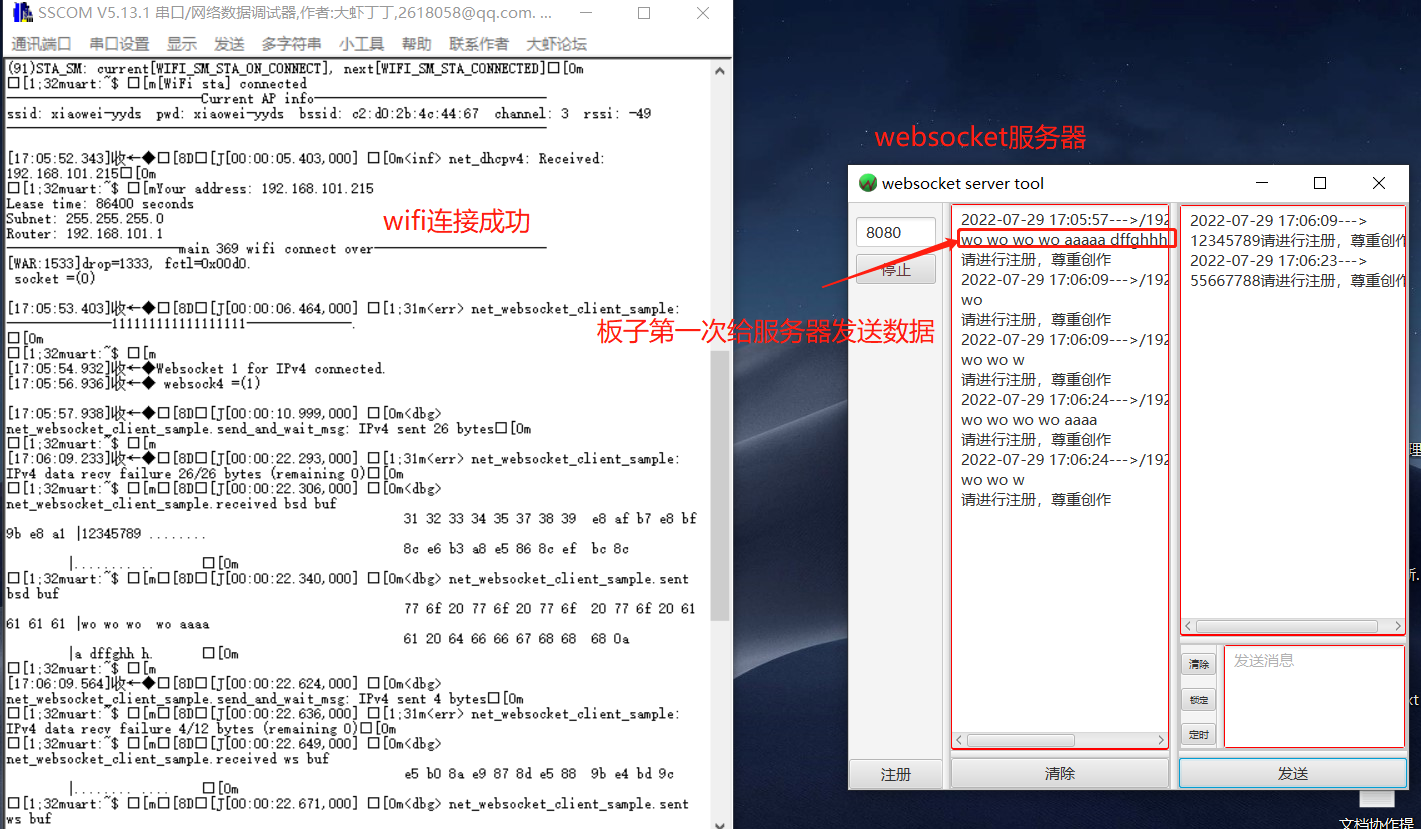 SSCOM V5.13.1 串口/网络数据调试器,作者:大虾丁丁,2618058@qq.com. ...
通讯端口 串口设置 显示 发送 多字符串 小工具 帮助 联系作者 大虾论坛
(91)STA_SM: current[WIFI_SM_STA_ON_CONNECT], next[WIFI_SM_STA_CONNECTED]□[0m
□[1;32muart:~$ □[m[WiFi sta] connected
Current AP info
ssid: xiaowei-yyds pwd: xiaowei-yyds bssid: c2:d0:2b:4c:44:67 channel: 3 rssi: -49
[17:05:52.343]收←◆□[8D□[J[00:00:05.403,000] □[0m<inf> net_dhcpv4: Received:
192.168.101.215□[0m
□[1;32muart:~$ □[mYour address: 192.168.101.215
Lease time: 86400 seconds
Subnet: 255.255.255.0
Router: 192.168.101.1
wifi连接成功
main 369 wifi connect over
[WAR:1533]drop=1333, fctl=0x00d0.
socket =(0)
[17:05:53.403]收←◆□[8D□[J[00:00:06.464,000] □[1;31m<err> net_websocket_client_sample:
1111111111111111111 .
□[0m
□[1;32muart:~$ □[m
[17:05:54.932]收←◆Websocket 1 for IPv4 connected.
[17:05:56.936]收←◆ websock4 =(1)
[17:05:57.938]收←◆□[8D□[J[00:00:10.999,000] □[0m<dbg>
net_websocket_client_sample.send_and_wait_msg: IPv4 sent 26 bytes□[0m
□[1;32muart:~$ □[m
[17:06:09.233]收←◆□[8D□[J[00:00:22.293,000] □[1;31m<err> net_websocket_client_sample:
IPv4 data recv failure 26/26 bytes (remaining 0)□[0m
□[1;32muart:~$ □[m□[8D□[J[00:00:22.306,000] □[0m<dbg>
net_websocket_client_sample.received bsd buf
31 32 33 34 35 37 38 39 e8 af b7 e8 bf
9b e8 a1 |12345789 ........
8c e6 b3 a8 e5 86 8c ef bc 8c
|........ .. □[0m
□[1;32muart:~$ □[m□[8D□[J[00:00:22.340,000] □[0m<dbg> net_websocket_client_sample.sent
bsd buf
77 6f 20 77 6f 20 77 6f 20 77 6f 20 61
61 61 61 |wo wo wo wo aaaa
61 20 64 66 66 67 68 68 68 0a
|a dffghh h. □[0m
□[1;32muart:~$ □[m
[17:06:09.564]收←◆□[8D□[J[00:00:22.624,000] □[0m<dbg>
net_websocket_client_sample.send_and_wait_msg: IPv4 sent 4 bytes□[0m
□[1;32muart:~$ □[m□[8D□[J[00:00:22.636,000] □[1;31m<err> net_websocket_client_sample:
IPv4 data recv failure 4/12 bytes (remaining 0)□[0m
□[1;32muart:~$ □[m□[8D□[J[00:00:22.649,000] □[0m<dbg>
net_websocket_client_sample.received ws buf
e5 b0 8a e9 87 8d e5 88 9b e4 bd 9c
|........ .... □[0m
□[1;32muart:~$ □[m□[8D□[J[00:00:22.671,000] □[0m<dbg> net_websocket_client_sample.sent
ws buf
websocket服务器
websocket server tool
8080
停止
注册
板子第一次给服务器发送数据
2022-07-29 17:05:57--->/192
wo wo wo wo aaaaa dffghhh
请进行注册，尊重创作
2022-07-29 17:06:09--->/192
wo
请进行注册，尊重创作
2022-07-29 17:06:09--->/192
wo wo w
请进行注册，尊重创作
2022-07-29 17:06:24--->/192
wo wo wo wo aaaa
请进行注册，尊重创作
2022-07-29 17:06:24--->/192
wo wo w
请进行注册，尊重创作
清除
2022-07-29 17:06:09--->
12345789请进行注册，尊重创作
2022-07-29 17:06:23--->
55667788请进行注册，尊重创作
清除
锁定
定时
发送消息
发送
理
斤.
xt
文档协作提